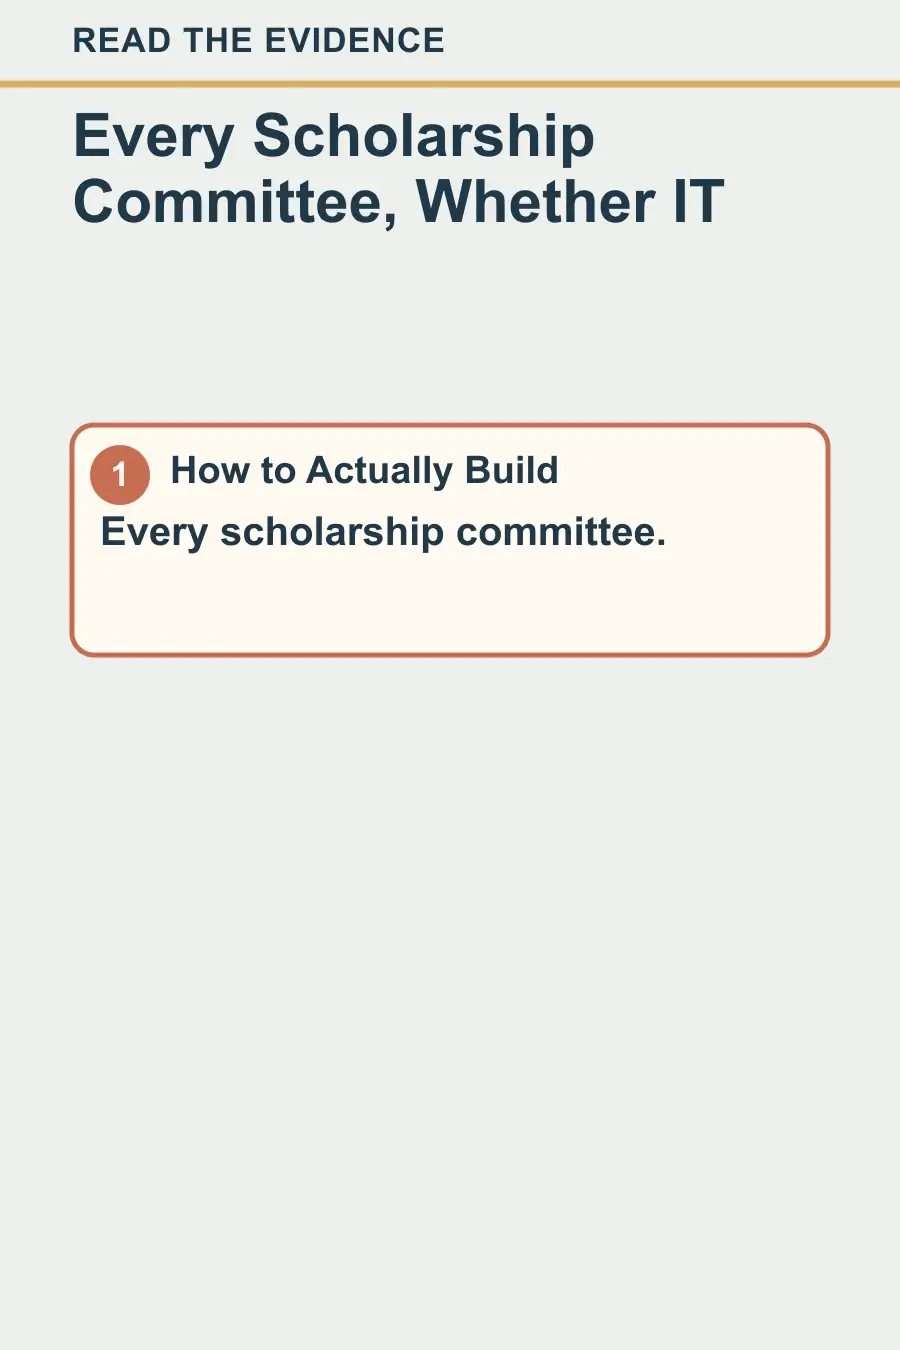 READ THE EVIDENCE
Every Scholarship
Committee, Whether IT
1 How to Actually Build
Every scholarship committee.